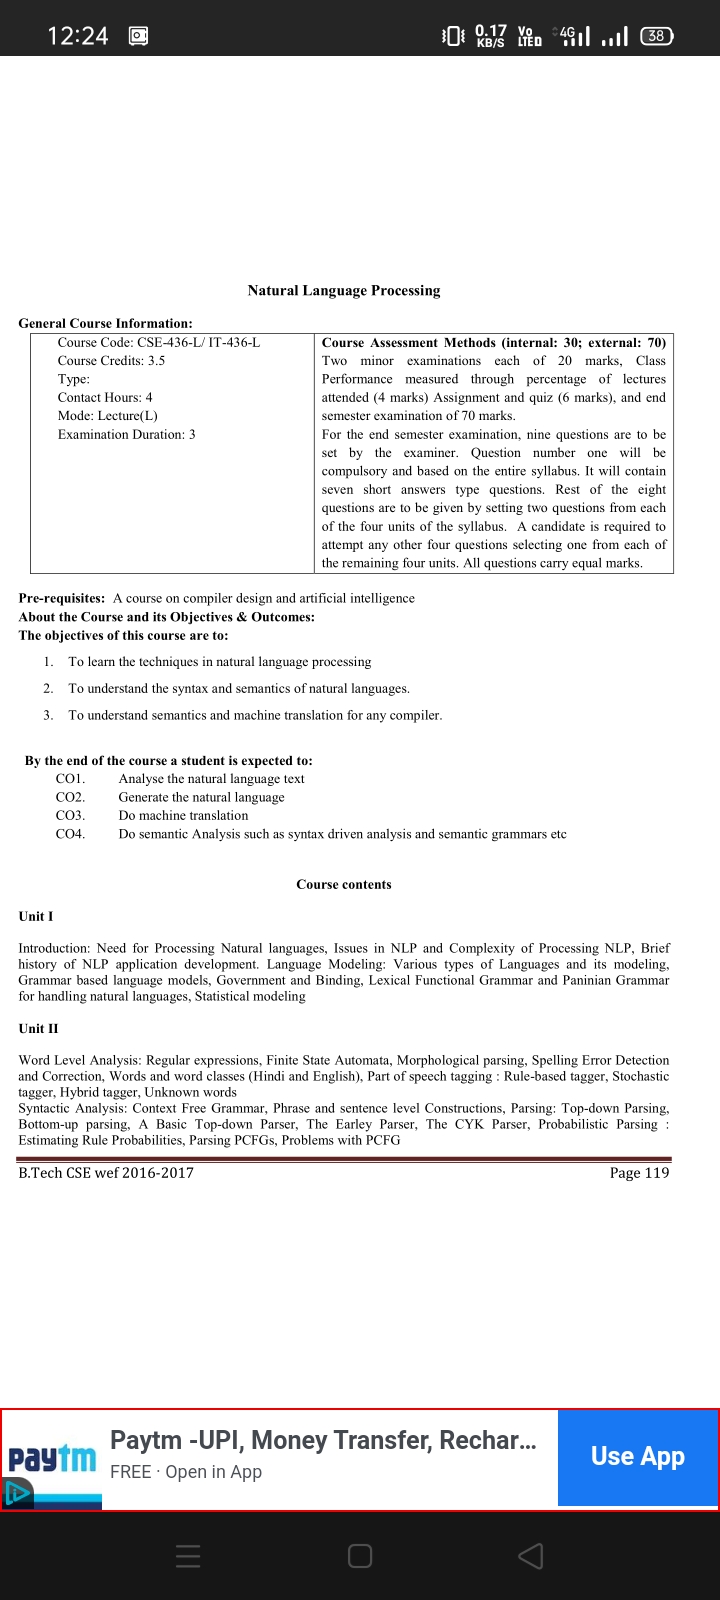 12:24
0.17 KB/S Vo LTE D 4G 38
Natural Language Processing
General Course Information:
Course Code: CSE-436-L/ IT-436-L
Course Credits: 3.5
Type:
Contact Hours: 4
Mode: Lecture(L)
Examination Duration: 3
Course Assessment Methods (internal: 30; external: 70)
Two minor examinations each of 20 marks, Class
Performance measured through percentage of lectures
attended (4 marks) Assignment and quiz (6 marks), and end
semester examination of 70 marks.
For the end semester examination, nine questions are to be
set by the examiner. Question number one will be
compulsory and based on the entire syllabus. It will contain
seven short answers type questions. Rest of the eight
questions are to be given by setting two questions from each
of the four units of the syllabus. A candidate is required to
attempt any other four questions selecting one from each of
the remaining four units. All questions carry equal marks.
Pre-requisites: A course on compiler design and artificial intelligence
About the Course and its Objectives & Outcomes:
The objectives of this course are to:
1. To learn the techniques in natural language processing
2. To understand the syntax and semantics of natural languages.
3. To understand semantics and machine translation for any compiler.
By the end of the course a student is expected to:
CO1. Analyse the natural language text
CO2. Generate the natural language
CO3. Do machine translation
CO4. Do semantic Analysis such as syntax driven analysis and semantic grammars etc
Course contents
Unit I
Introduction: Need for Processing Natural languages, Issues in NLP and Complexity of Processing NLP, Brief
history of NLP application development. Language Modeling: Various types of Languages and its modeling,
Grammar based language models, Government and Binding, Lexical Functional Grammar and Paninian Grammar
for handling natural languages, Statistical modeling
Unit II
Word Level Analysis: Regular expressions, Finite State Automata, Morphological parsing, Spelling Error Detection
and Correction, Words and word classes (Hindi and English), Part of speech tagging : Rule-based tagger, Stochastic
tagger, Hybrid tagger, Unknown words
Syntactic Analysis: Context Free Grammar, Phrase and sentence level Constructions, Parsing: Top-down Parsing,
Bottom-up parsing, A Basic Top-down Parser, The Earley Parser, The CYK Parser, Probabilistic Parsing :
Estimating Rule Probabilities, Parsing PCFGs, Problems with PCFG
B.Tech CSE wef 2016-2017 Page 119
paytm
Paytm -UPI, Money Transfer, Rechar...
FREE · Open in App
Use App